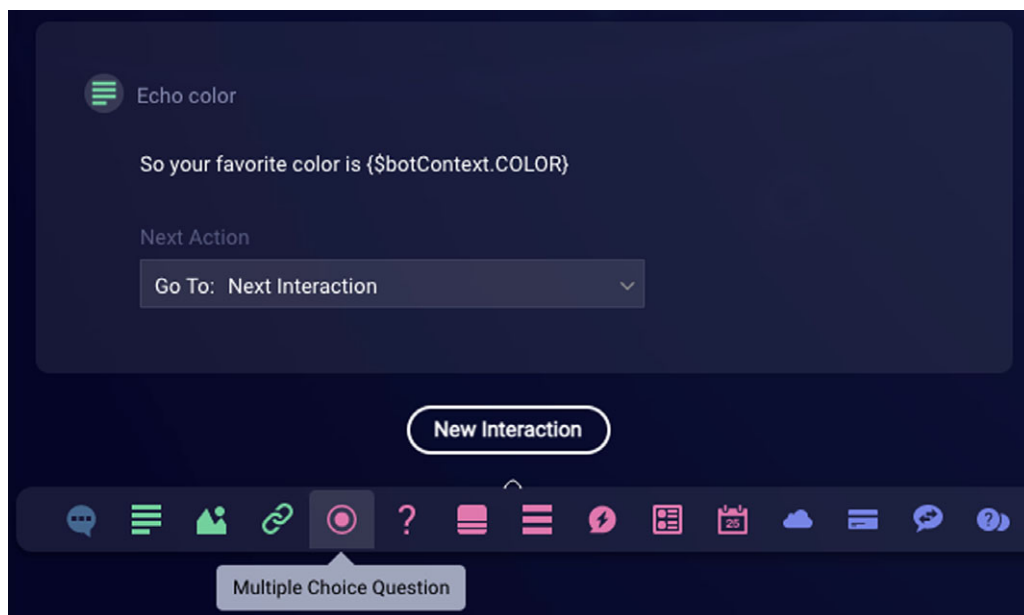 Echo color
So your favorite color is {$botContext.COLOR}
Next Action
Go To: Next Interaction
New Interaction
?
25
?
Multiple Choice Question